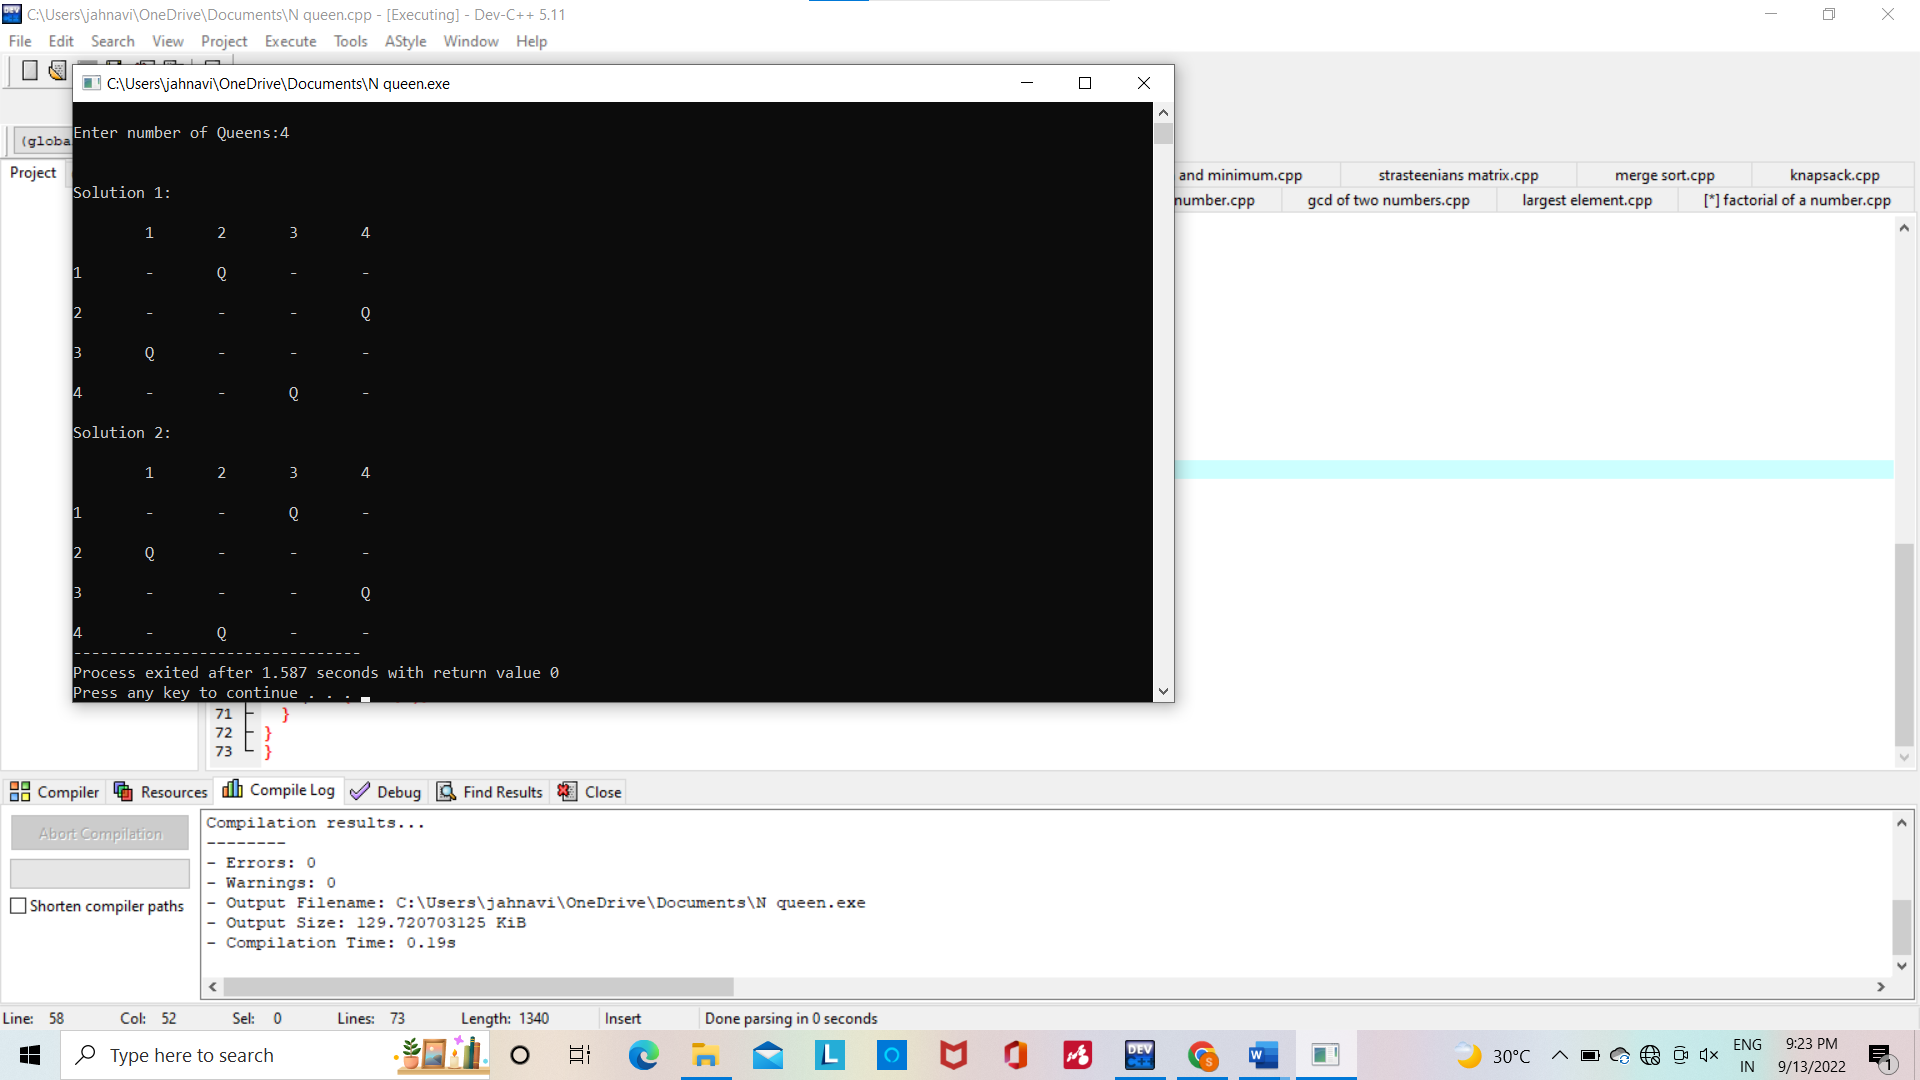 C:\Users\jahnavi\OneDrive\Documents\N queen.cpp - [Executing] - Dev-C++ 5.11
File Edit Search View Project Execute Tools AStyle Window Help
C:\Users\jahnavi\OneDrive\Documents\N queen.exe
(globa
Project
and minimum.cpp strasteenians matrix.cpp merge sort.cpp knapsack.cpp
number.cpp gcd of two numbers.cpp largest element.cpp [*] factorial of a number.cpp
Enter number of Queens:4
Solution 1:
1 2 3 4
1 - Q - -
2 - - - Q
3 Q - - -
4 - - Q -
Solution 2:
1 2 3 4
1 - - Q -
2 Q - - -
3 - - - Q
4 - Q - -
--------------------------------
Process exited after 1.587 seconds with return value 0
Press any key to continue . . .
71 }
72 }
73 }
Compiler Resources Compile Log Debug Find Results Close
Abort Compilation
Shorten compiler paths
Compilation results...
--------
- Errors: 0
- Warnings: 0
- Output Filename: C:\Users\jahnavi\OneDrive\Documents\N queen.exe
- Output Size: 129.720703125 KiB
- Compilation Time: 0.19s
Line: 58 Col: 52 Sel: 0 Lines: 73 Length: 1340 Insert Done parsing in 0 seconds
Type here to search
L
DEV
C++
S
W
30°C
ENG
IN
9:23 PM
9/13/2022
1